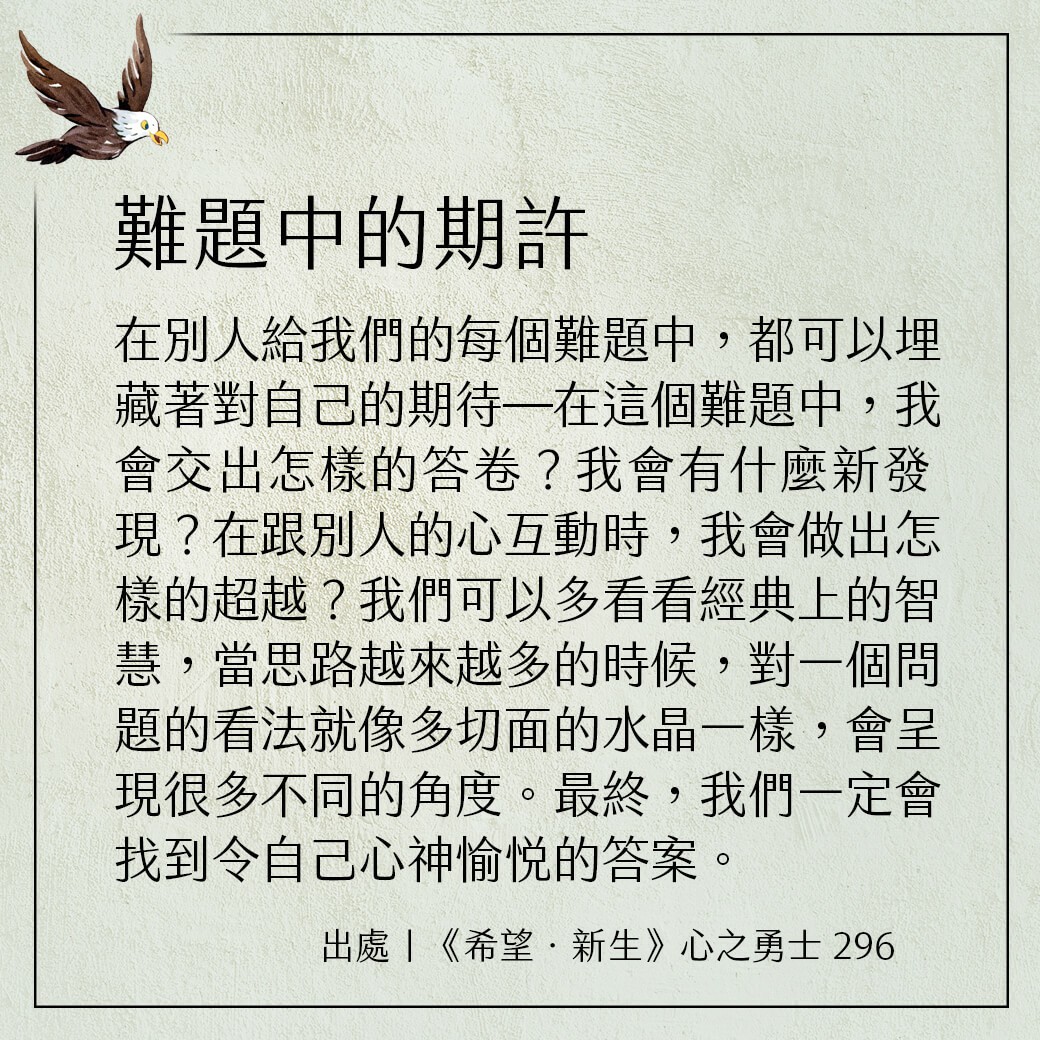 難題中的期許
在別人給我們的每個難題中，都可以埋
藏著對自己的期待—在這個難題中，我
會交出怎樣的答卷？我會有什麼新發
現？在跟別人的心互動時，我會做出怎
樣的超越？我們可以多看看經典上的智
慧，當思路越來越多的時候，對一個問
題的看法就像多切面的水晶一樣，會呈
現很多不同的角度。最終，我們一定會
找到令自己心神愉悅的答案。
出處｜《希望．新生》心之勇士 296